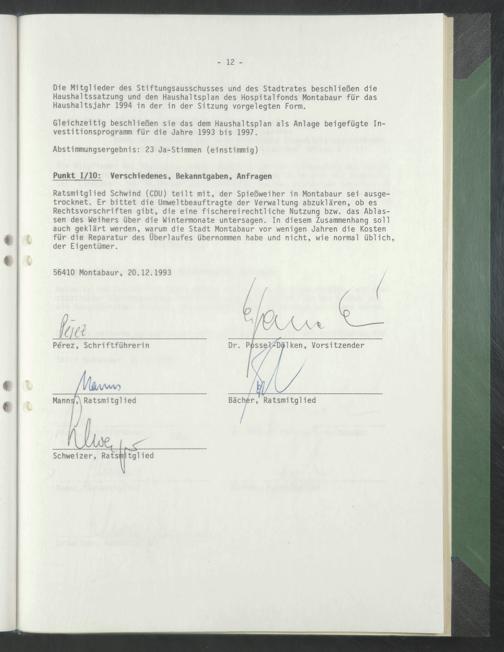 - 12 -
Die Mitglieder des Stiftungsausschusses und des Stadtrates beschließen die
Haushaltssatzung und den Haushaltsplan des Hospitalfonds Montabaur für das
Haushaltsjahr 1994 in der in der Sitzung vorgelegten Form.
Gleichzeitig beschließen sie das dem Haushaltsplan als Anlage beigefügte In-
vestitionsprogramm für die Jahre 1993 bis 1997.
Abstimmungsergebnis: 23 Ja-Stimmen (einstimmig)
Punkt I/10: Verschiedenes, Bekanntgaben, Anfragen
Ratsmitglied Schwind (CDU) teilt mit, der Spießweiher in Montabaur sei ausge-
trocknet. Er bittet die Umweltbeauftragte der Verwaltung abzuklären, ob es
Rechtsvorschriften gibt, die eine fischereirechtliche Nutzung bzw. das Ablas-
sen des Weihers über die Wintermonate untersagen. In diesem Zusammenhang soll
auch geklärt werden, warum die Stadt Montabaur vor wenigen Jahren die Kosten
für die Reparatur des Überlaufes übernommen habe und nicht, wie normal üblich,
der Eigentümer.
56410 Montabaur, 20.12.1993
Pérez
Pérez, Schriftführerin
Dr. Possel-Dölken, Vorsitzender
Manns
Manns, Ratsmitglied
Bächer, Ratsmitglied
Schweizer, Ratsmitglied